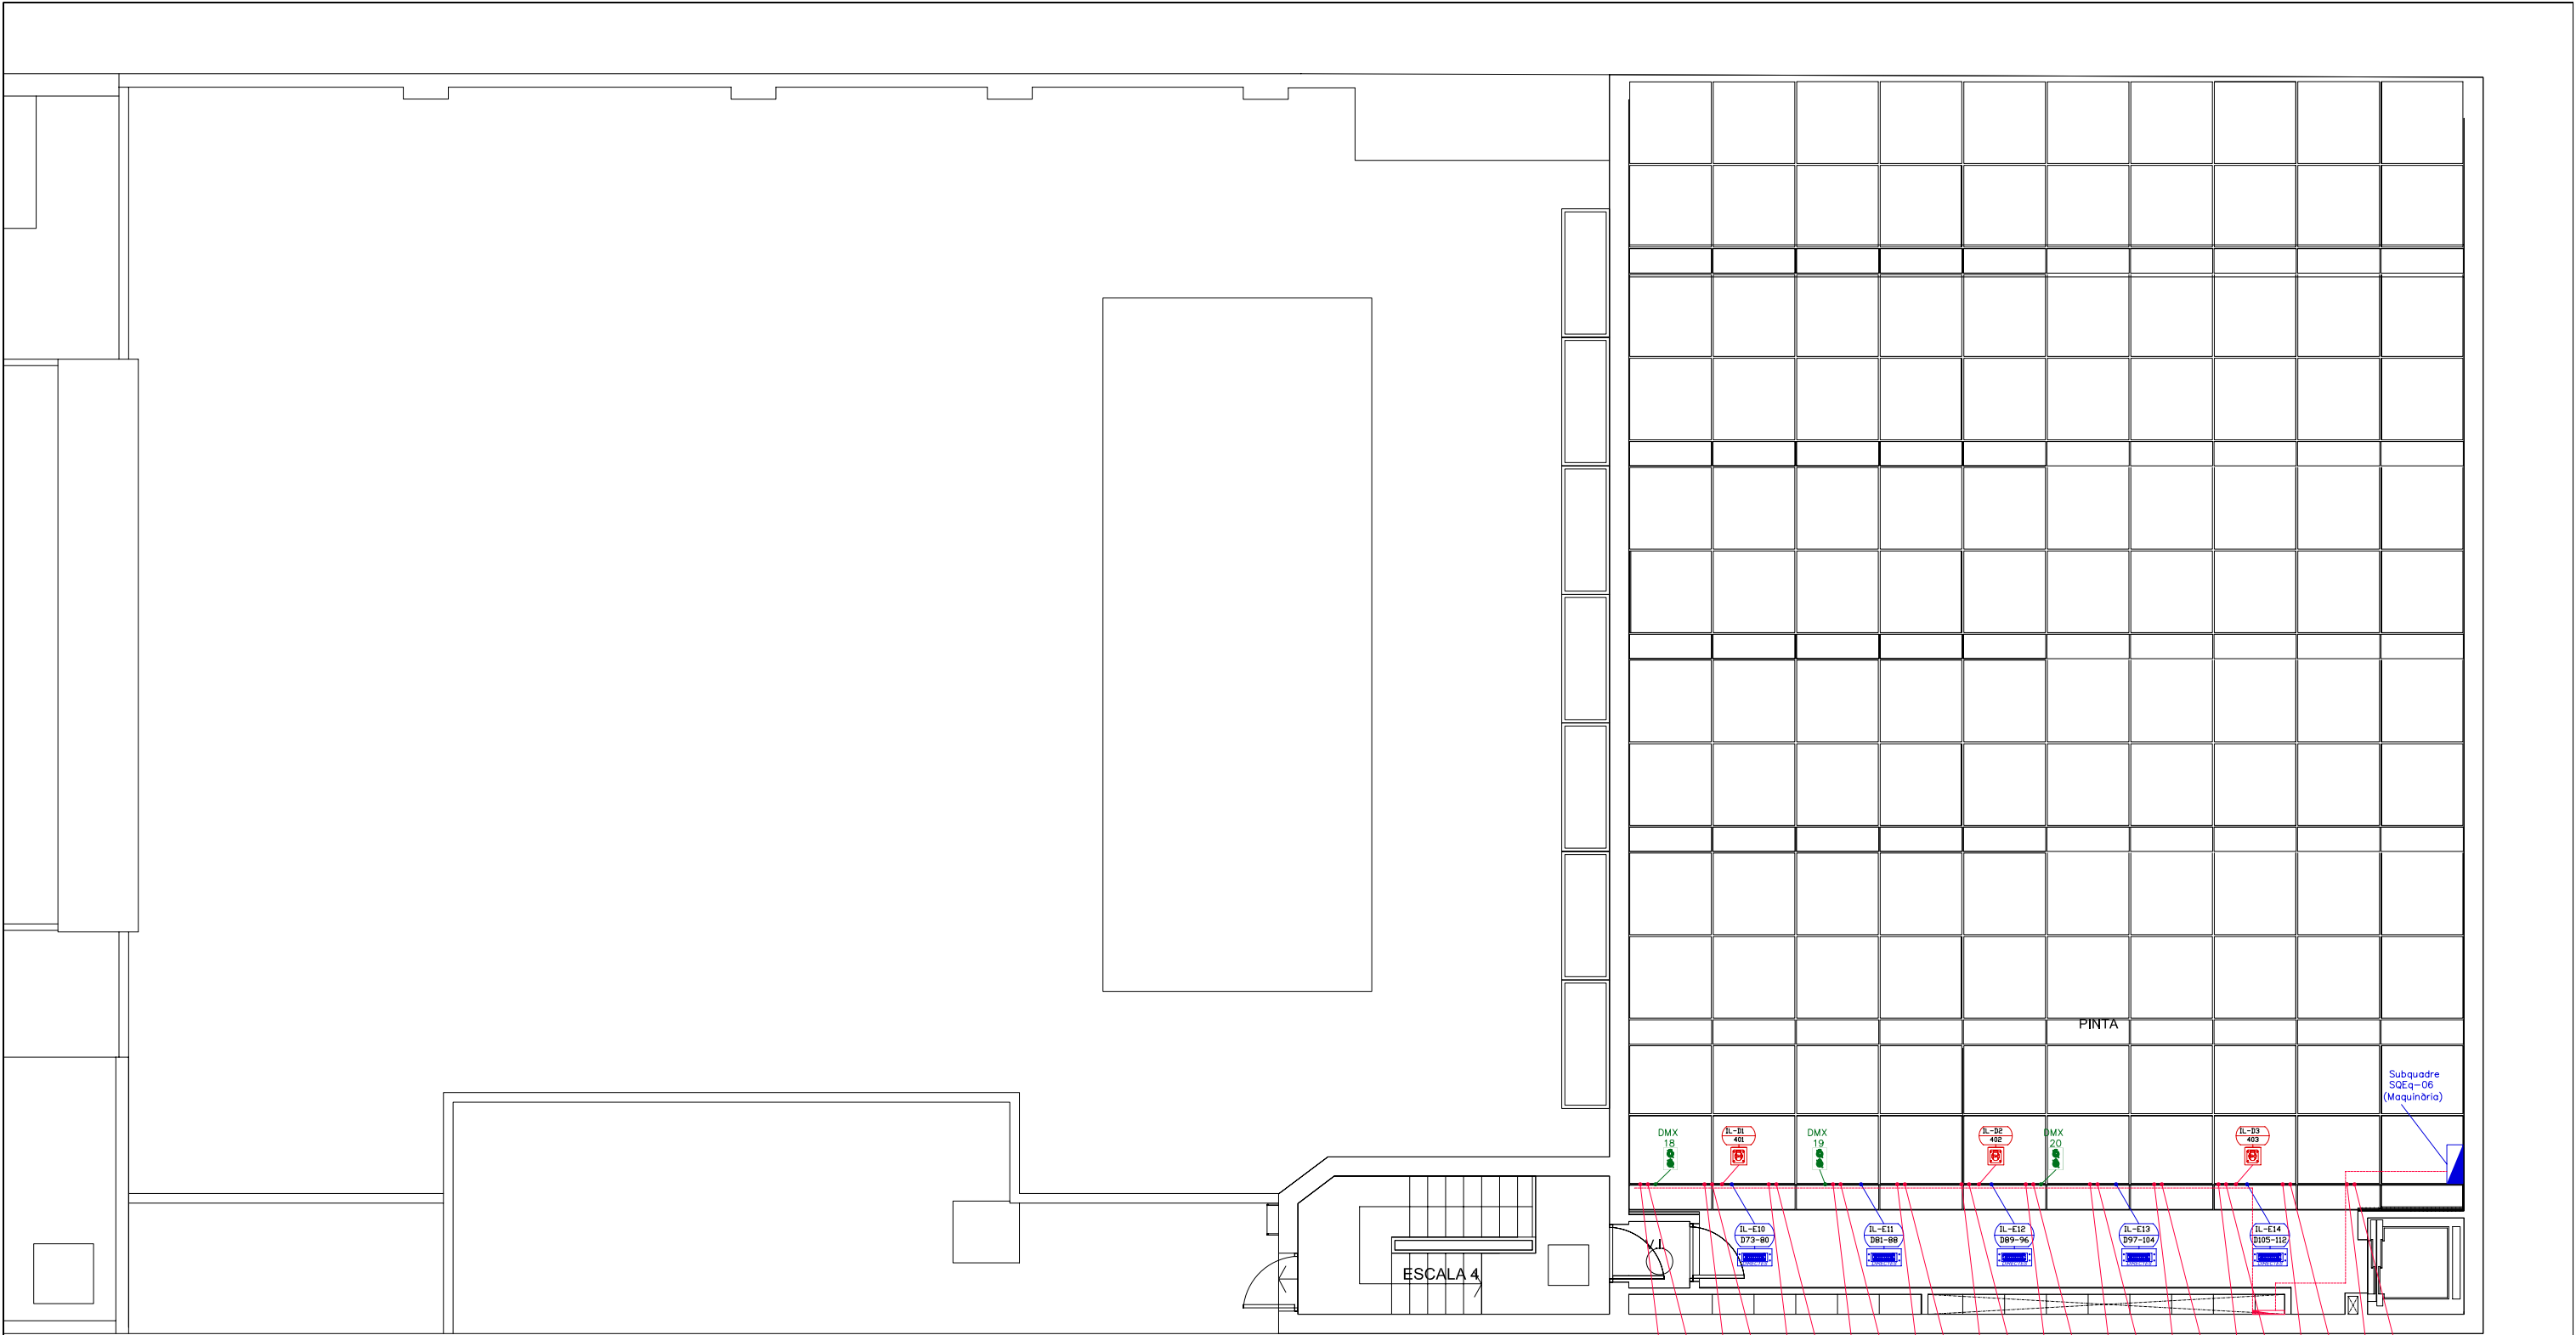 PINTA
Subquadre
SQEq-06
(Maquinària)
DMX
18
IL-D1
401
DMX
19
IL-D2
402
DMX
20
IL-D3
403
IL-E10
D73-80
IL-E11
D81-88
IL-E12
D89-96
IL-E13
D97-104
IL-E14
D105-112
V.I.
ESCALA 4